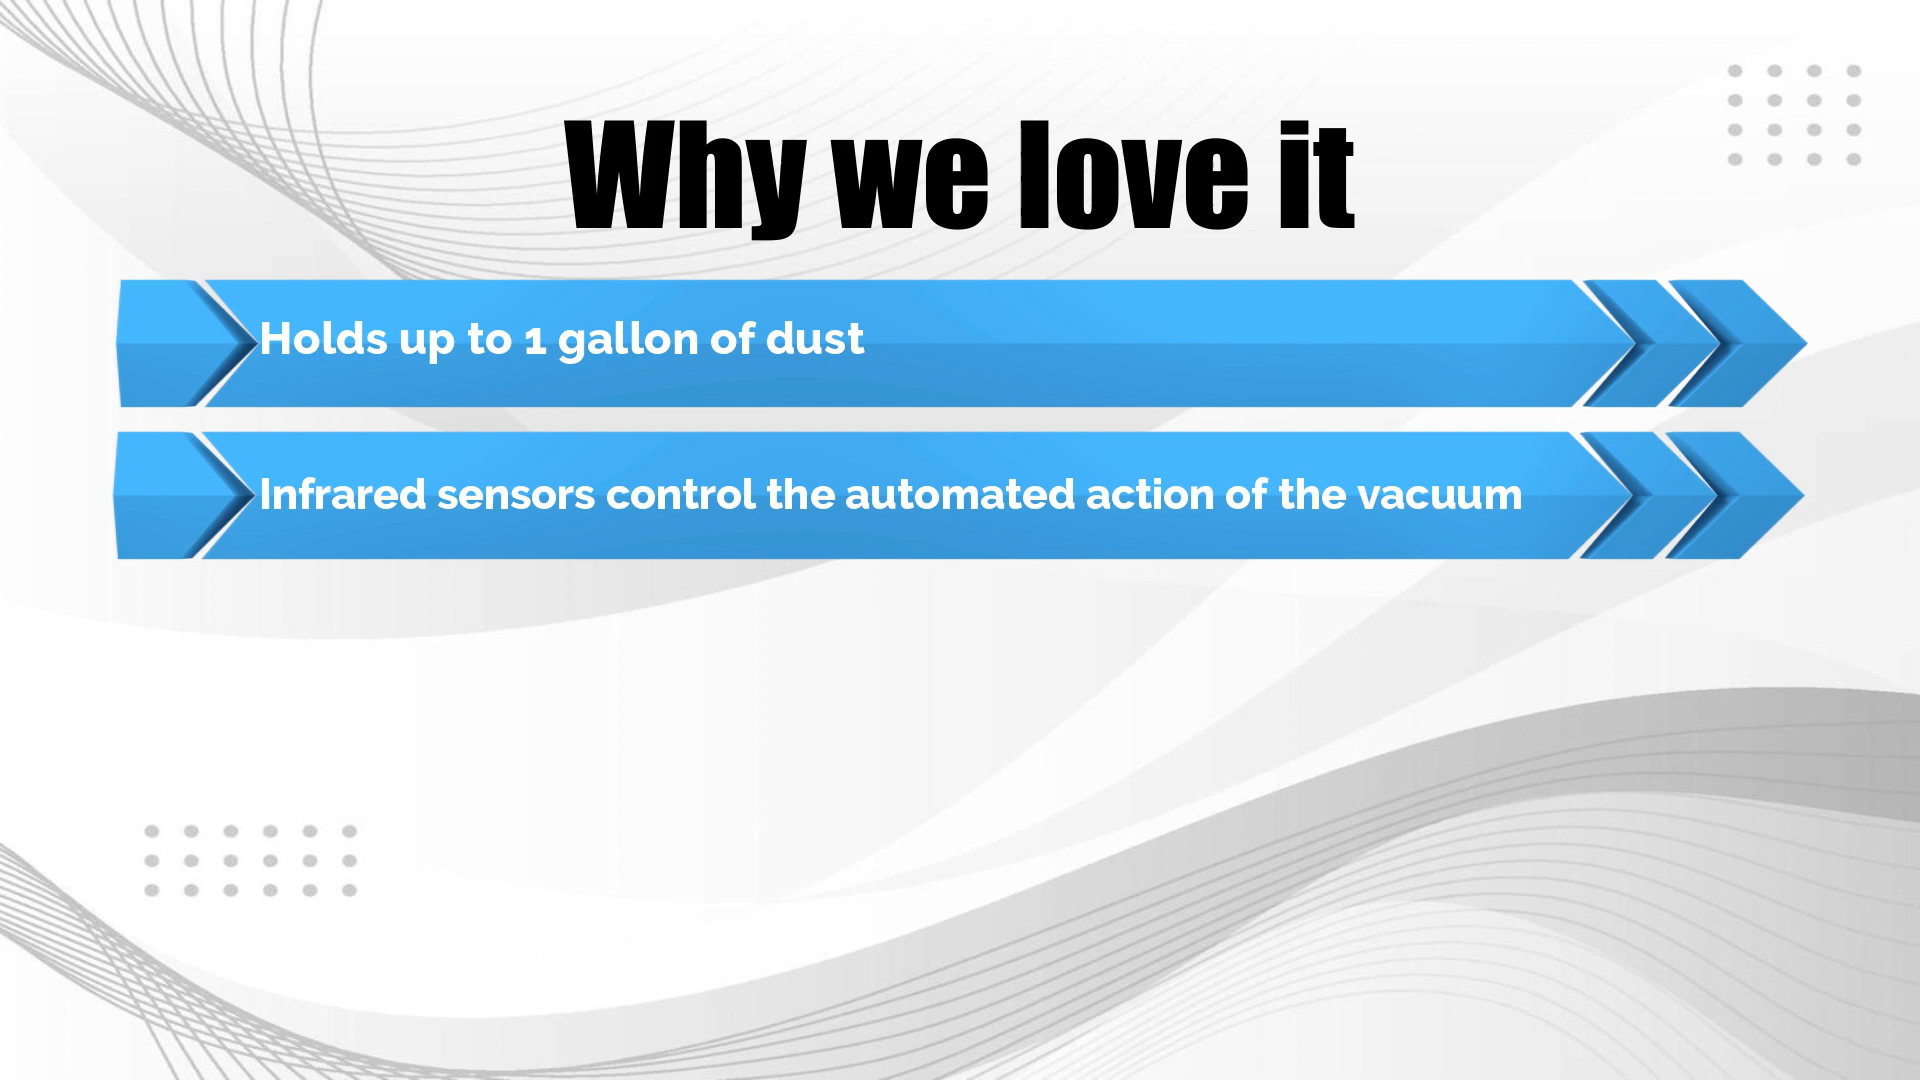 Why we love it
Holds up to 1 gallon of dust
Infrared sensors control the automated action of the vacuum